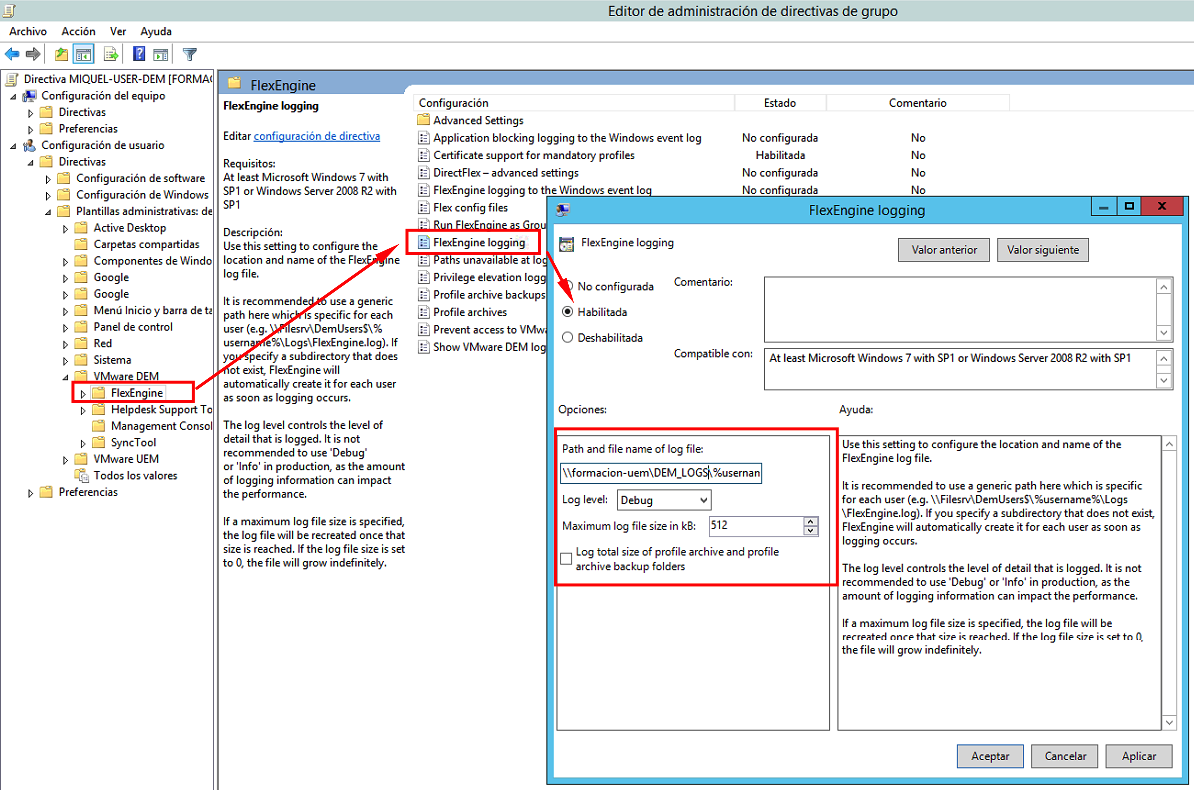 Editor de administración de directivas de grupo
Archivo Acción Ver Ayuda
Directiva MIQUEL-USER-DEM [FORMAC
Configuración del equipo
Directivas
Preferencias
Configuración de usuario
Directivas
Configuración de software
Configuración de Windows
Plantillas administrativas: de
Active Desktop
Carpetas compartidas
Componentes de Windo
Google
Google
Menú Inicio y barra de ta
Panel de control
Red
Sistema
VMware DEM
FlexEngine
Helpdesk Support To
Management Consol
SyncTool
VMware UEM
Todos los valores
Preferencias
FlexEngine
FlexEngine logging
Editar configuración de directiva
Requisitos:
At least Microsoft Windows 7 with
SP1 or Windows Server 2008 R2 with
SP1
Descripción:
Use this setting to configure the
location and name of the FlexEngine
log file.
It is recommended to use a generic
path here which is specific for each
user (e.g. \\Filesrv\DemUsers$\%
username%\Logs\FlexEngine.log). If
you specify a subdirectory that does
not exist, FlexEngine will
automatically create it for each user
as soon as logging occurs.
The log level controls the level of
detail that is logged. It is not
recommended to use 'Debug'
or 'Info' in production, as the amount
of logging information can impact
the performance.
If a maximum log file size is specified,
the log file will be recreated once that
size is reached. If the log file size is set
to 0, the file will grow indefinitely.
Configuración Estado Comentario
Advanced Settings
Application blocking logging to the Windows event log No configurada No
Certificate support for mandatory profiles Habilitada No
DirectFlex – advanced settings No configurada No
FlexEngine logging to the Windows event log No configurada No
Flex config files
Run FlexEngine as Grou
FlexEngine logging
Paths unavailable at log
Privilege elevation logg
Profile archive backups
Profile archives
Prevent access to VMwa
Show VMware DEM log
FlexEngine logging
FlexEngine logging
Valor anterior Valor siguiente
No configurada
Habilitada
Deshabilitada
Comentario:
Compatible con:
At least Microsoft Windows 7 with SP1 or Windows Server 2008 R2 with SP1
Opciones:
Ayuda:
Path and file name of log file:
\\formacion-uem\DEM_LOGS\%usernan
Log level: Debug
Maximum log file size in kB: 512
Log total size of profile archive and profile
archive backup folders
Use this setting to configure the location and name of the
FlexEngine log file.
It is recommended to use a generic path here which is specific
for each user (e.g. \\Filesrv\DemUsers$\%username%\Logs
\FlexEngine.log). If you specify a subdirectory that does not exist,
FlexEngine will automatically create it for each user as soon as
logging occurs.
The log level controls the level of detail that is logged. It is not
recommended to use 'Debug' or 'Info' in production, as the
amount of logging information can impact the performance.
If a maximum log file size is specified, the log file will be
recreated once that size is reached. If the log file size is set to 0,
the file will grow indefinitely.
Aceptar Cancelar Aplicar